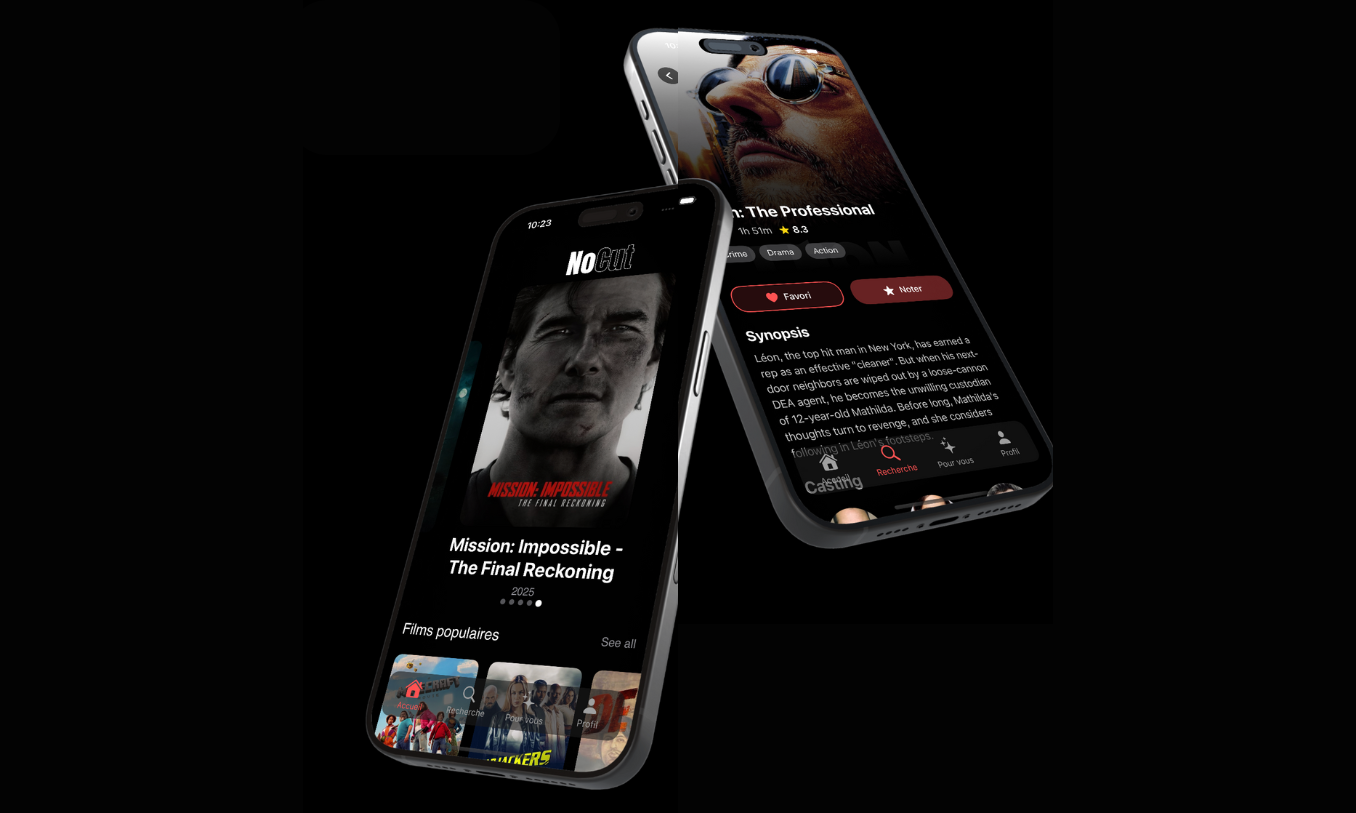 10:23
NoCut
MISSION: IMPOSSIBLE
THE FINAL RECKONING
Mission: Impossible -
The Final Reckoning
2025
Films populaires
See all
Accueil
Recherche
Pour vous
Profil
n: The Professional
1h 51m ★ 8.3
rime
Drama
Action
Favori
Noter
Synopsis
Léon, the top hit man in New York, has earned a
rep as an effective "cleaner". But when his next-
door neighbors are wiped out by a loose-cannon
DEA agent, he becomes the unwilling custodian
of 12-year-old Mathilda. Before long, Mathilda's
thoughts turn to revenge, and she considers
following in Léon's footsteps.
Accueil
Recherche
Pour vous
Profil
Casting